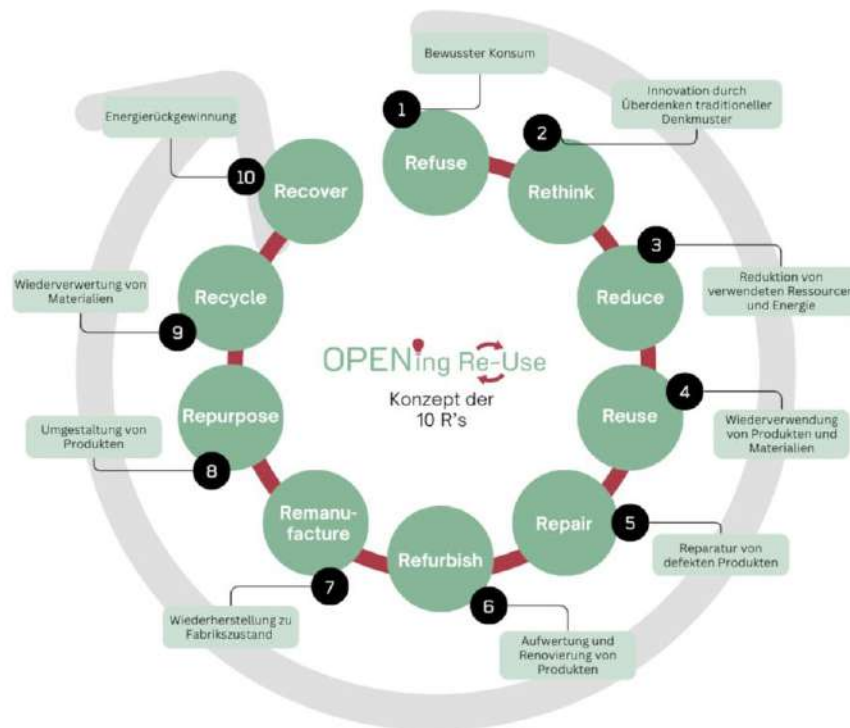 Bewusster Konsum
1
Refuse
Innovation durch
Überdenken traditioneller
Denkmuster
2
Rethink
3
Reduce
Reduktion von
verwendeten Ressourcen
und Energie
4
Reuse
Wiederverwendung
von Produkten und
Materialien
5
Repair
Reparatur von
defekten Produkten
6
Refurbish
Aufwertung und
Renovierung von
Produkten
7
Remanu-
facture
Wiederherstellung zu
Fabrikszustand
8
Repurpose
Umgestaltung von
Produkten
9
Recycle
Wiederverwertung von
Materialien
10
Recover
Energierückgewinnung
OPENing Re-Use
Konzept der
10 R's